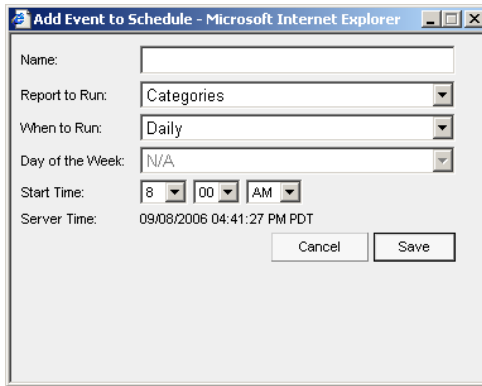 Add Event to Schedule - Microsoft Internet Explorer
Name:
Report to Run: Categories
When to Run: Daily
Day of the Week: N/A
Start Time: 8 00 AM
Server Time: 09/08/2006 04:41:27 PM PDT
Cancel Save